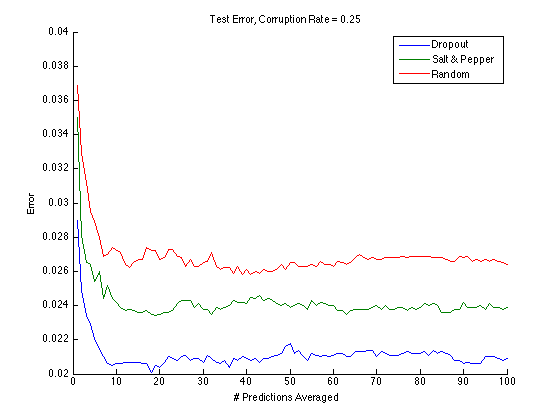 Test Error, Corruption Rate = 0.25
0.04
0.038
0.036
0.034
0.032
0.03
0.028
0.026
0.024
0.022
0.02
Error
Dropout
Salt & Pepper
Random
0 10 20 30 40 50 60 70 80 90 100
# Predictions Averaged